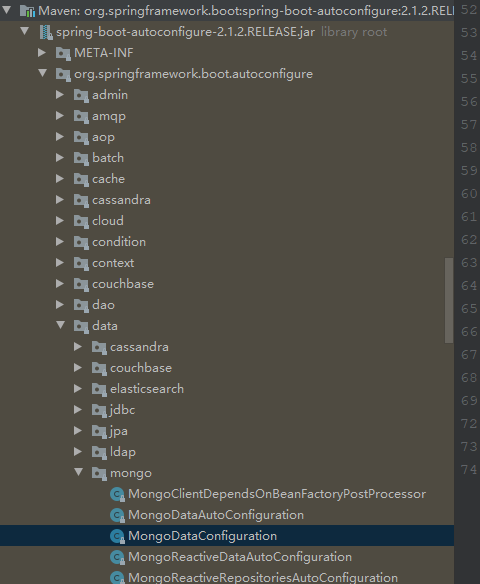 Maven: org.springframework.boot:spring-boot-autoconfigure:2.1.2.REL
spring-boot-autoconfigure-2.1.2.RELEASE.jar library root
META-INF
org.springframework.boot.autoconfigure
admin
amqp
aop
batch
cache
cassandra
cloud
condition
context
couchbase
dao
data
cassandra
couchbase
elasticsearch
jdbc
jpa
ldap
mongo
MongoClientDependsOnBeanFactoryPostProcessor
MongoDataAutoConfiguration
MongoDataConfiguration
MongoReactiveDataAutoConfiguration
MongoReactiveRepositoriesAutoConfiguration
52
53
54
55
56
57
58
59
60
61
62
63
64
65
66
67
68
69
72
73
74